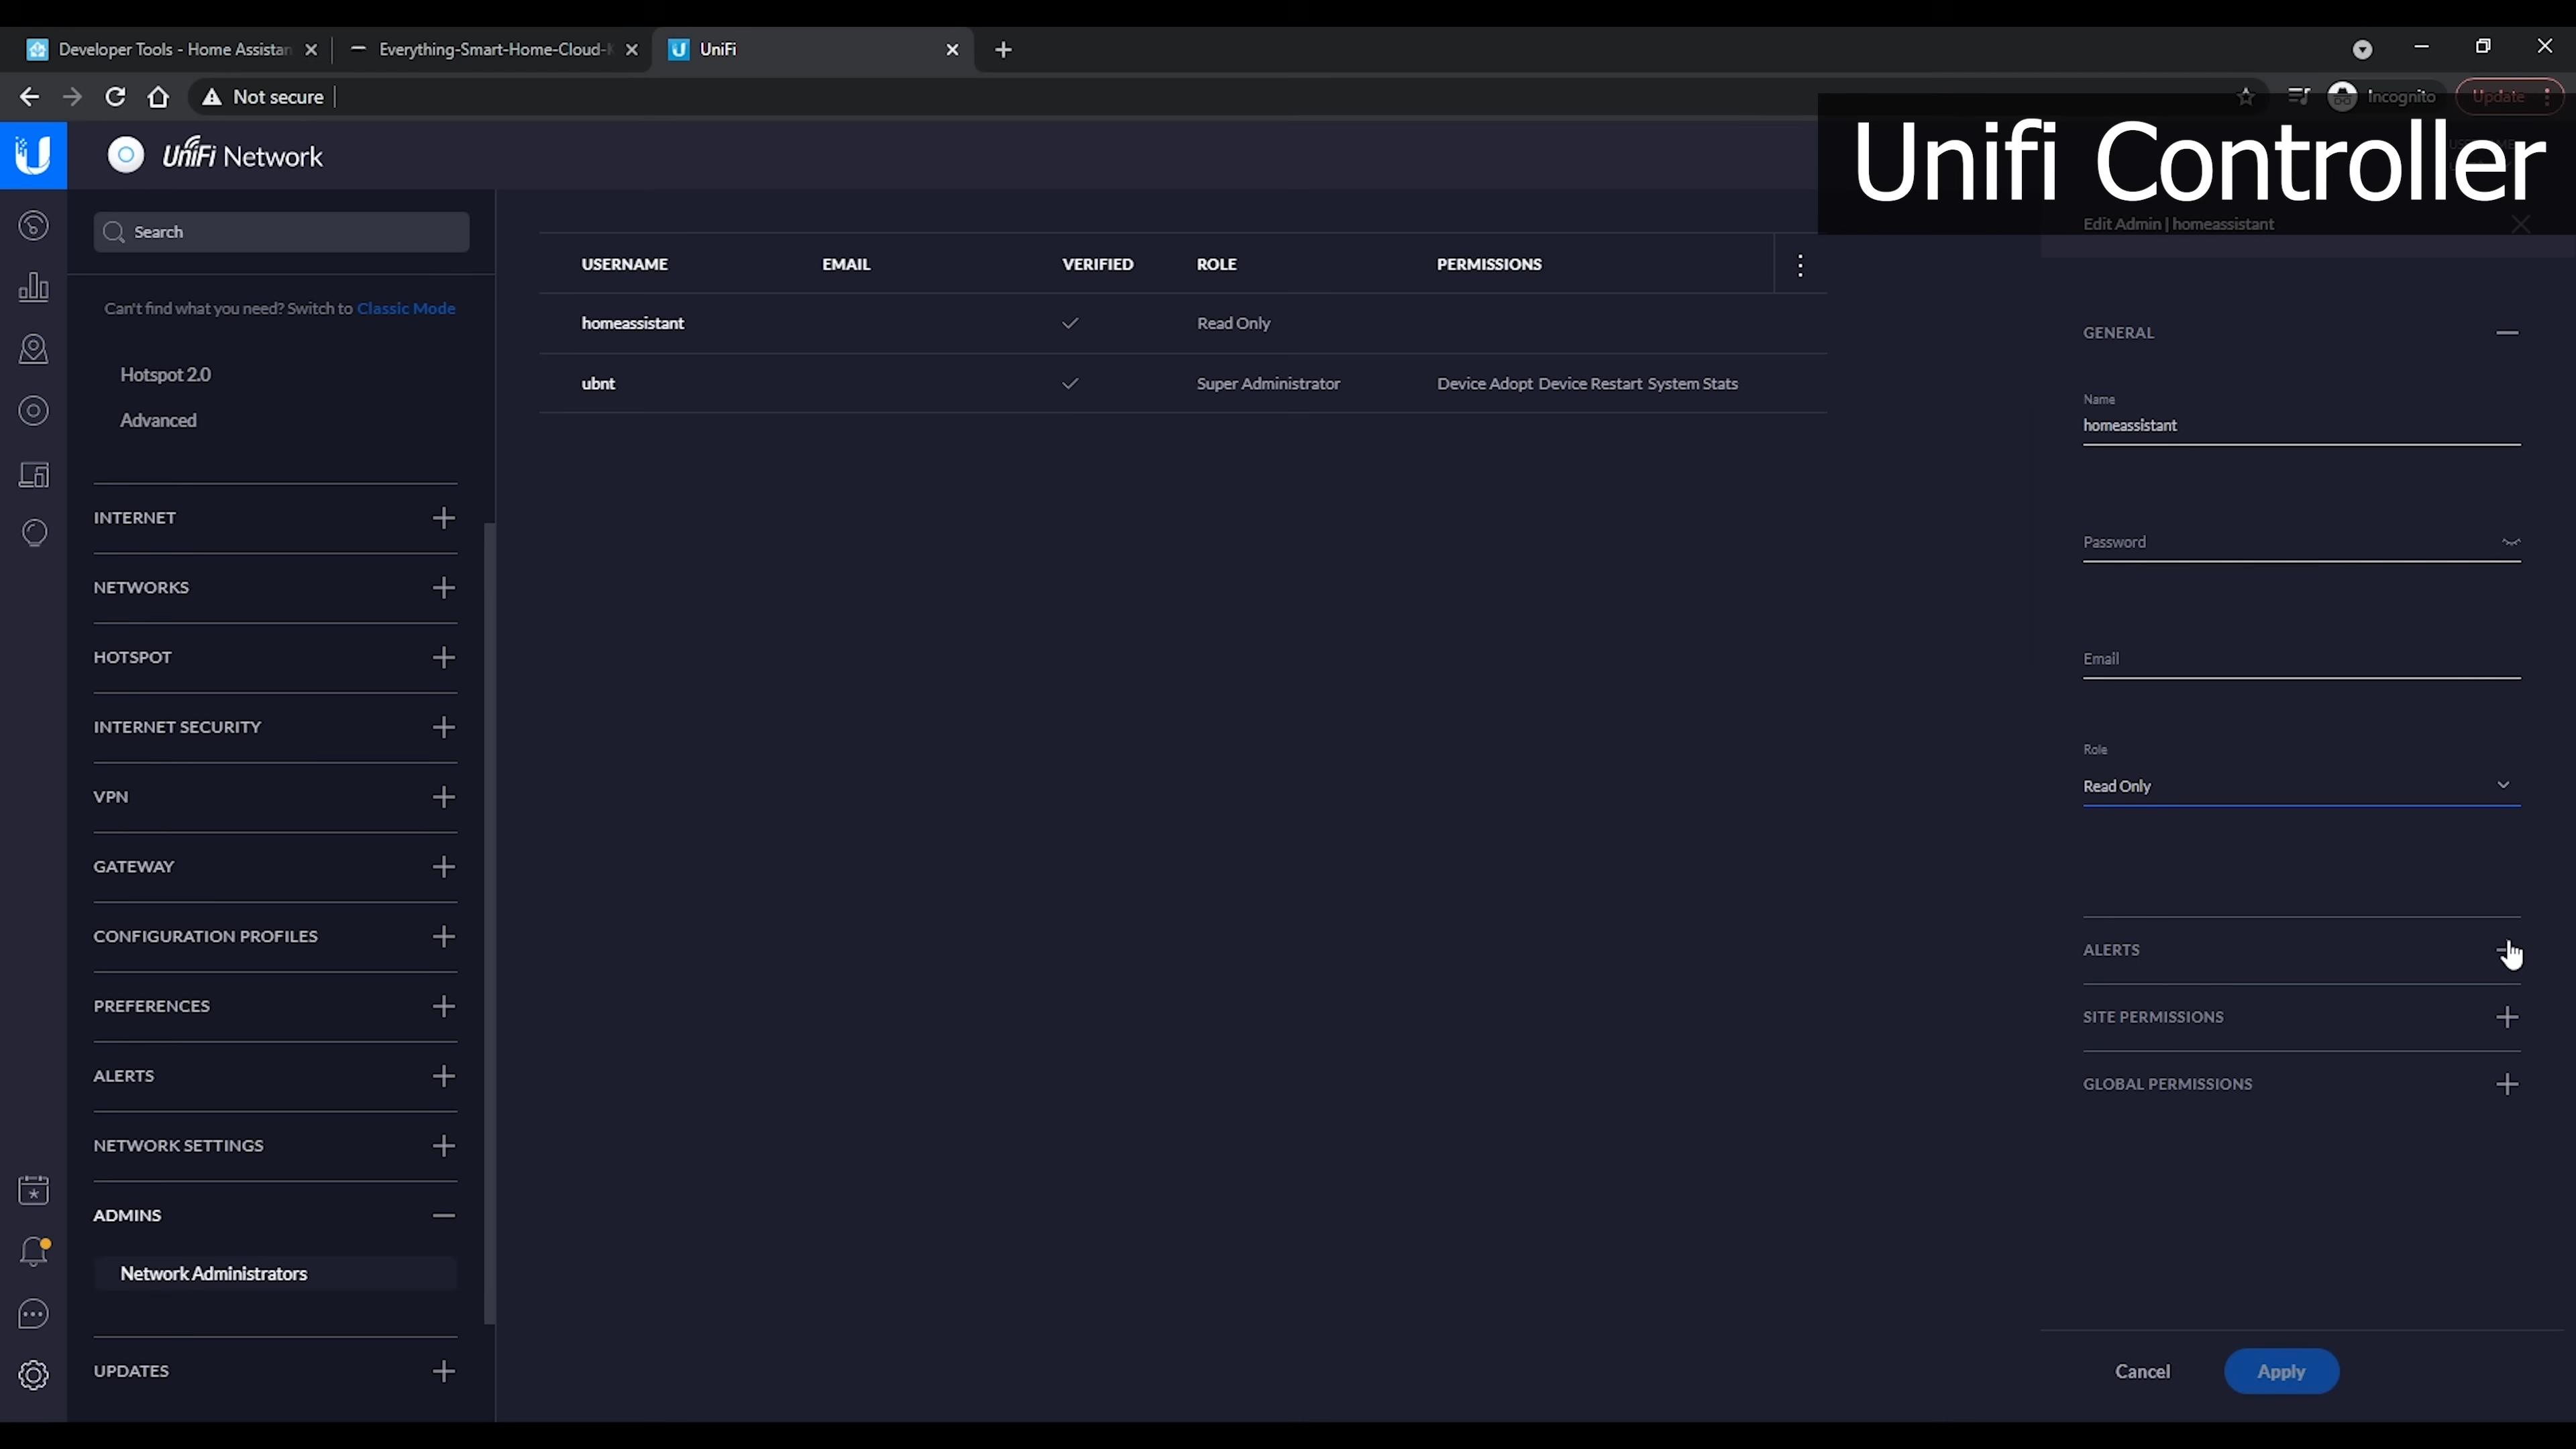 Developer Tools - Home Assistan
Everything-Smart-Home-Cloud-
UniFi
Not secure
Incognito
Update
Unifi Controller
UniFi Network
Search
Can't find what you need? Switch to Classic Mode
Hotspot 2.0
Advanced
INTERNET
NETWORKS
HOTSPOT
INTERNET SECURITY
VPN
GATEWAY
CONFIGURATION PROFILES
PREFERENCES
ALERTS
NETWORK SETTINGS
ADMINS
Network Administrators
UPDATES
USERNAME EMAIL VERIFIED ROLE PERMISSIONS
homeassistant Read Only
ubnt Super Administrator Device Adopt Device Restart System Stats
Edit Admin | homeassistant
GENERAL
Name
homeassistant
Password
Email
Role
Read Only
ALERTS
SITE PERMISSIONS
GLOBAL PERMISSIONS
Cancel Apply